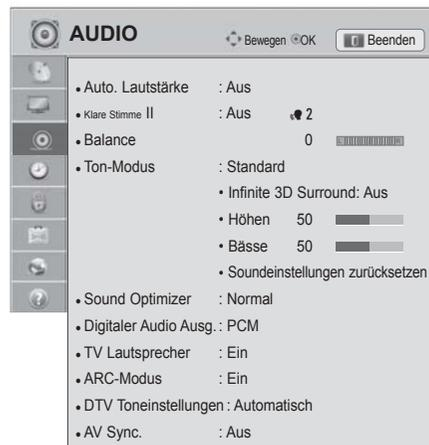 AUDIO Bewegen OK Beenden
• Auto. Lautstärke : Aus
• Klare Stimme II : Aus 2
• Balance 0
• Ton-Modus : Standard
• Infinite 3D Surround: Aus
• Höhen 50
• Bässe 50
• Soundeinstellungen zurücksetzen
• Sound Optimizer : Normal
• Digitaler Audio Ausg. : PCM
• TV Lautsprecher : Ein
• ARC-Modus : Ein
• DTV Toneinstellungen : Automatisch
• AV Sync. : Aus